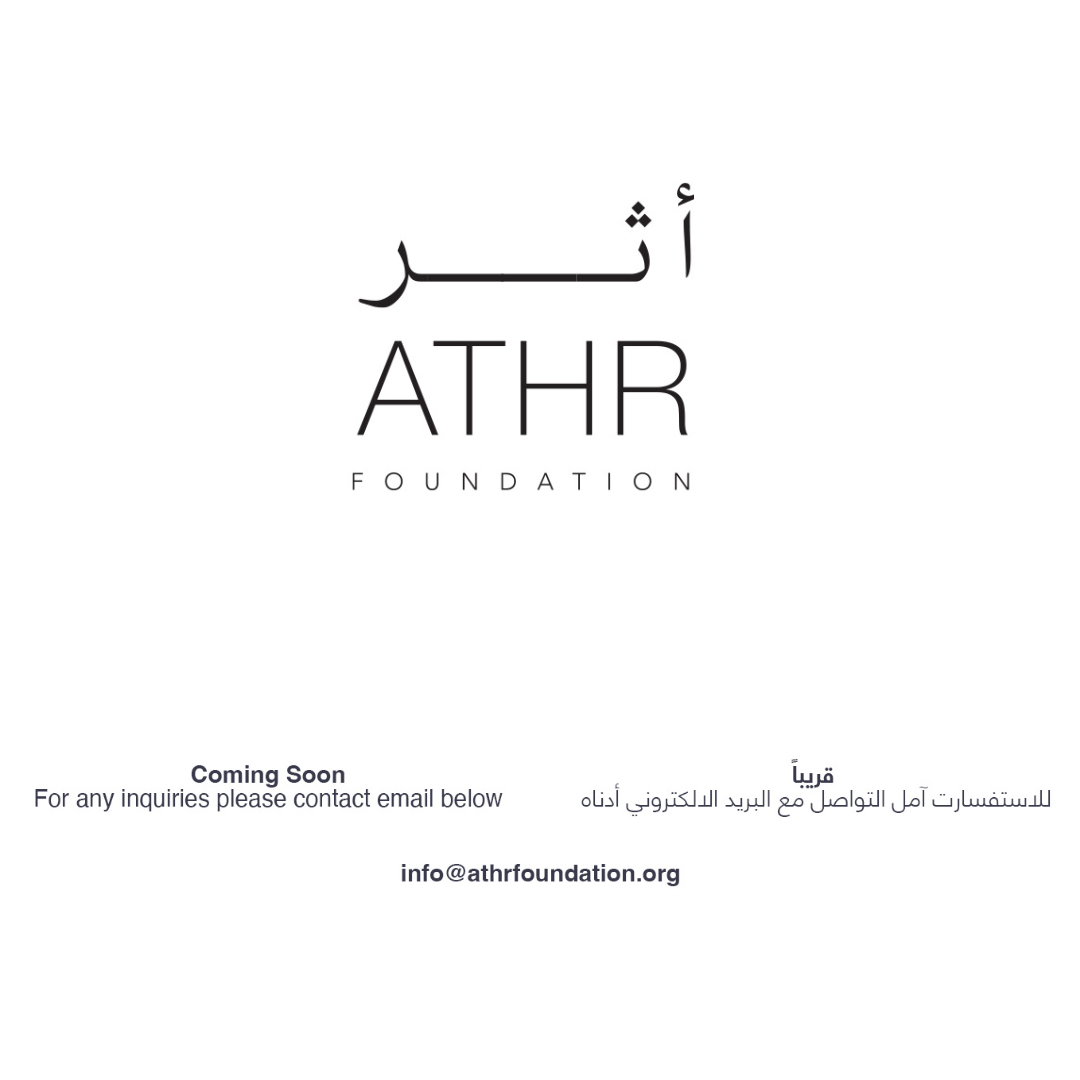 أثر
ATHR
FOUNDATION
Coming Soon
For any inquiries please contact email below
قريباً
للاستفسارت آمل التواصل مع البريد الالكتروني أدناه
info@athrfoundation.org